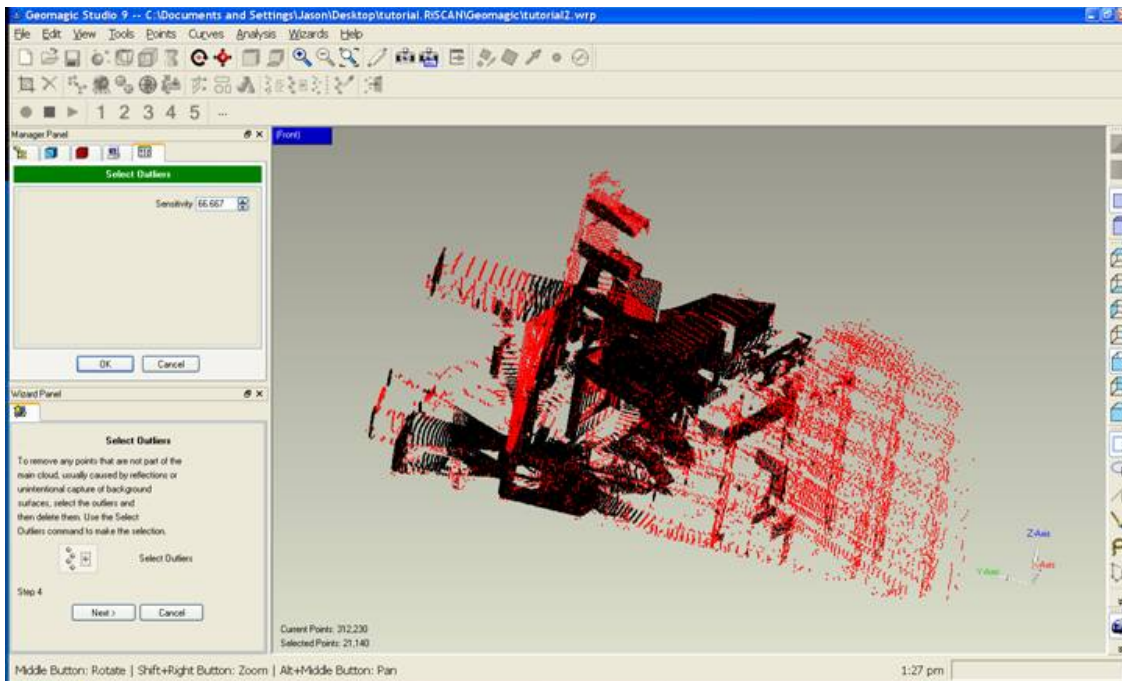 Geomagic Studio 9 -- C:\Documents and Settings\Jason\Desktop\tutorial.RiSCAN\Geomagic\tutorial2.wrp
File Edit View Tools Points Curves Analysis Wizards Help
1 2 3 4 5 ...
Manager Panel
(Front)
Select Outliers
Sensitivity 66.667
OK Cancel
Wizard Panel
Select Outliers
To remove any points that are not part of the
main cloud, usually caused by reflections or
unintentional capture of background
surfaces, select the outliers and
then delete them. Use the Select
Outliers command to make the selection.
Select Outliers
Step 4
Next > Cancel
Z-Axis
Y-Axis
X-Axis
Current Points: 312,230
Selected Points: 21,140
Middle Button: Rotate | Shift+Right Button: Zoom | Alt+Middle Button: Pan
1:27 pm